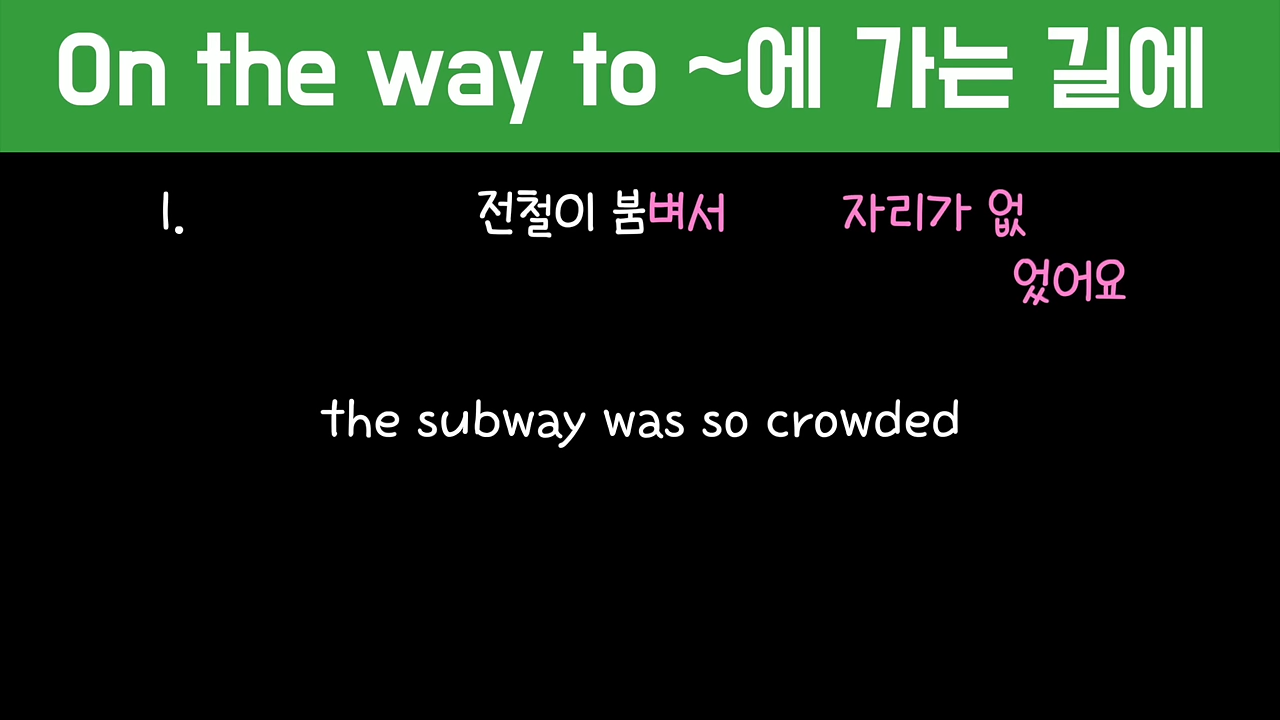 On the way to ~에 가는 길에
1. 전철이 붐벼서 자리가 없
었어요
the subway was so crowded